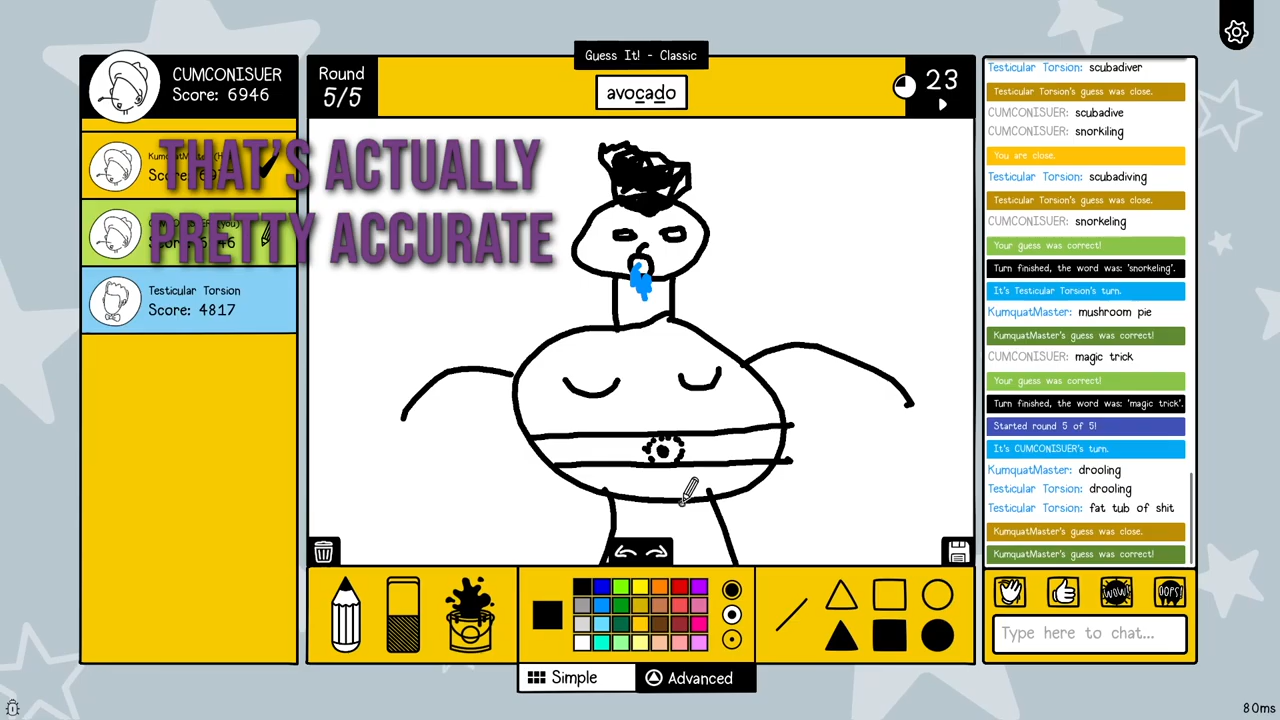 Guess It! - Classic
CUMCONISUER
Score: 6946
Round
5/5
avocado
23
THAT'S ACTUALLY
PRETTY ACCURATE
Testicular Torsion
Score: 4817
Testicular Torsion: scubadiver
Testicular Torsion's guess was close.
CUMCONISUER: scubadive
CUMCONISUER: snorkiling
You are close.
Testicular Torsion: scubadiving
Testicular Torsion's guess was close.
CUMCONISUER: snorkeling
Your guess was correct!
Turn finished, the word was: 'snorkeling'.
It's Testicular Torsion's turn.
KumquatMaster: mushroom pie
KumquatMaster's guess was correct!
CUMCONISUER: magic trick
Your guess was correct!
Turn finished, the word was: 'magic trick'.
Started round 5 of 5!
It's CUMCONISUER's turn.
KumquatMaster: drooling
Testicular Torsion: drooling
Testicular Torsion: fat tub of shit
KumquatMaster's guess was close.
KumquatMaster's guess was correct!
WOW!
OOPS!
Type here to chat...
Simple
Advanced
80ms